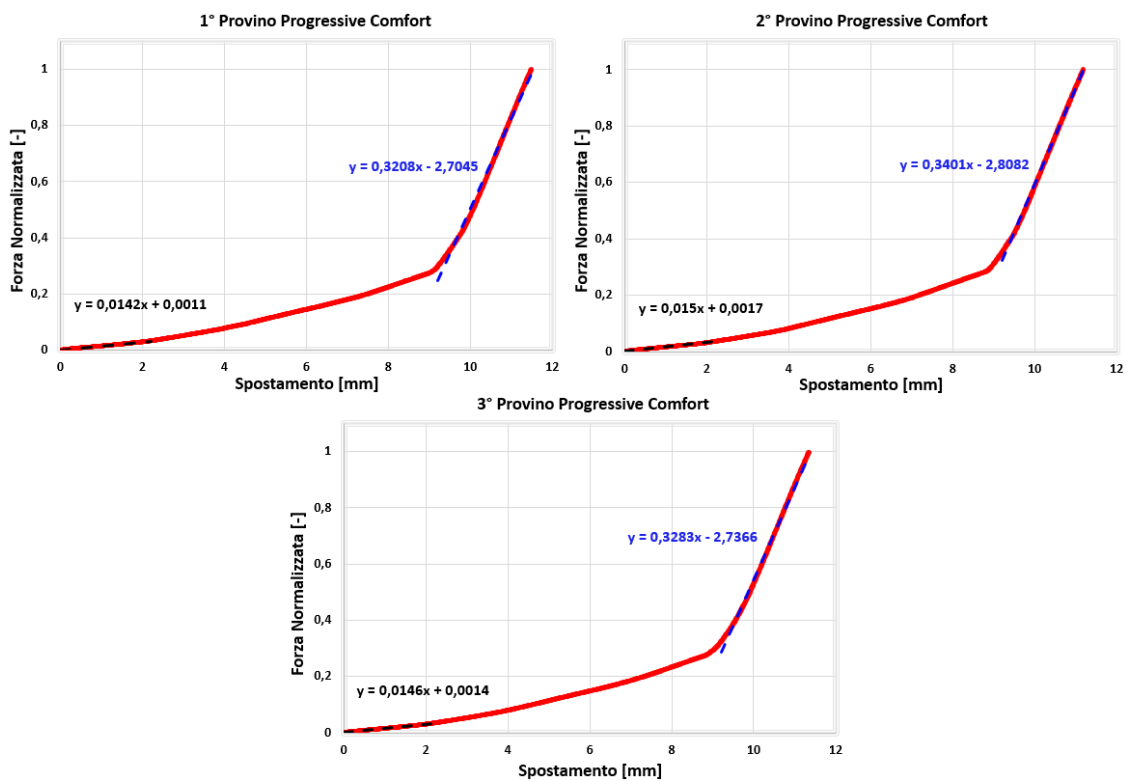 1° Provino Progressive Comfort
Forza Normalizzata [-]
1
0,8
0,6
0,4
0,2
0
y = 0,3208x - 2,7045
y = 0,0142x + 0,0011
0 2 4 6 8 10 12
Spostamento [mm]
2° Provino Progressive Comfort
Forza Normalizzata [-]
1
0,8
0,6
0,4
0,2
0
y = 0,3401x - 2,8082
y = 0,015x + 0,0017
0 2 4 6 8 10 12
Spostamento [mm]
3° Provino Progressive Comfort
Forza Normalizzata [-]
1
0,8
0,6
0,4
0,2
0
y = 0,3283x - 2,7366
y = 0,0146x + 0,0014
0 2 4 6 8 10 12
Spostamento [mm]